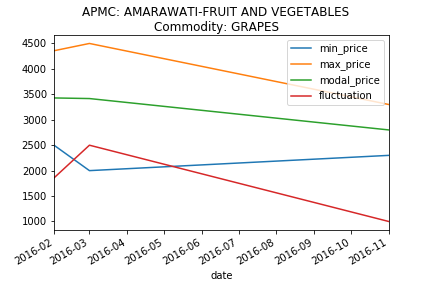 APMC: AMARAWATI-FRUIT AND VEGETABLES
Commodity: GRAPES
min_price
max_price
modal_price
fluctuation
4500
4000
3500
3000
2500
2000
1500
1000
2016-02
2016-03
2016-04
2016-05
2016-06
2016-07
2016-08
2016-09
2016-10
2016-11
date